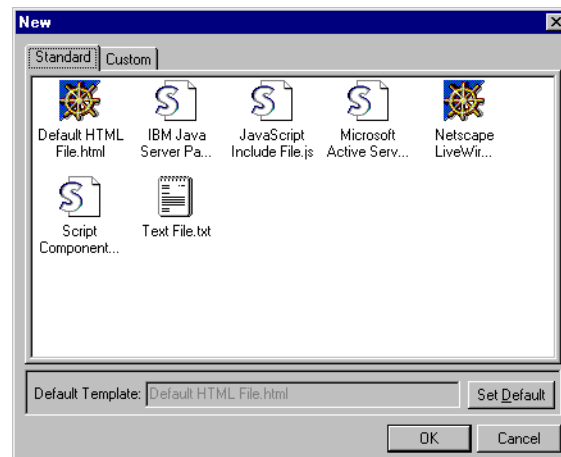 New
Standard Custom
Default HTML File.html
IBM Java Server Pa...
JavaScript Include File.js
Microsoft Active Serv...
Netscape LiveWir...
Script Component...
Text File.txt
Default Template: Default HTML File.html Set Default
OK Cancel